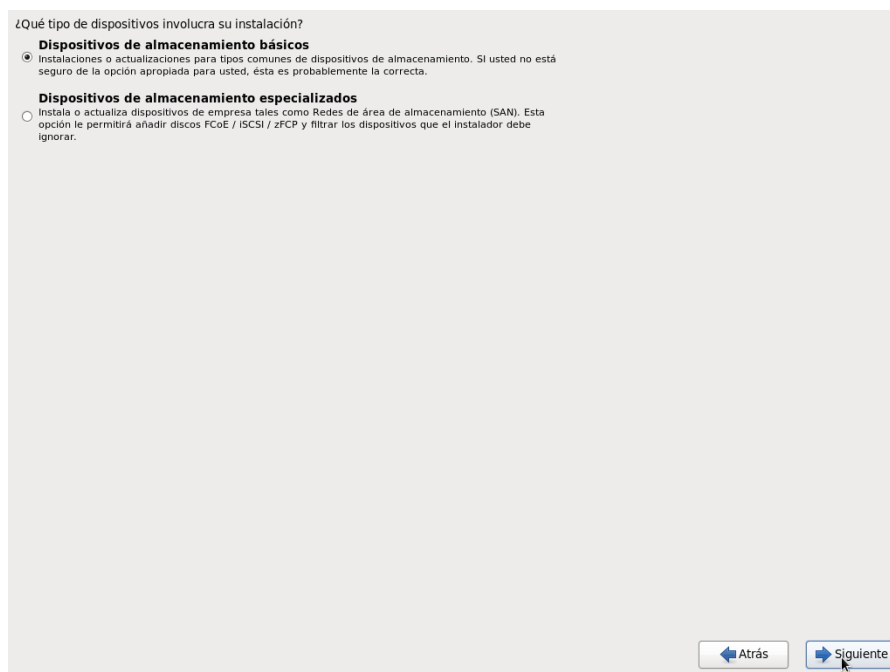 ¿Qué tipo de dispositivos involucra su instalación?
Dispositivos de almacenamiento básicos
Instalaciones o actualizaciones para tipos comunes de dispositivos de almacenamiento. SI usted no está
seguro de la opción apropiada para usted, ésta es probablemente la correcta.
Dispositivos de almacenamiento especializados
Instala o actualiza dispositivos de empresa tales como Redes de área de almacenamiento (SAN). Esta
opción le permitirá añadir discos FCoE / iSCSI / zFCP y filtrar los dispositivos que el instalador debe
ignorar.
Atrás
Siguiente